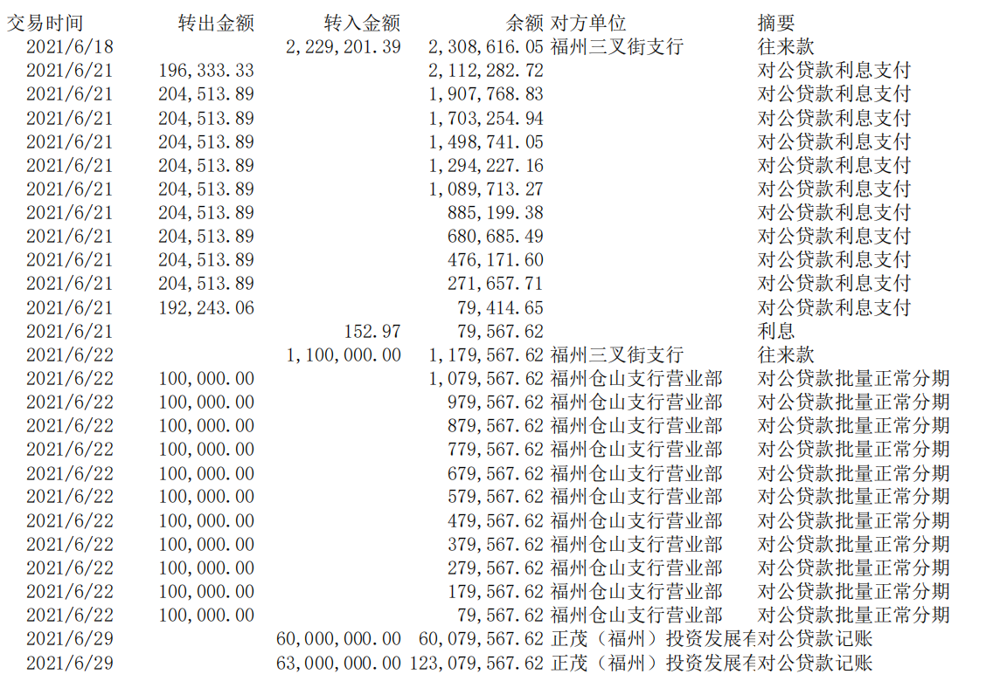 交易时间 转出金额 转入金额 余额 对方单位 摘要
2021/6/18 2,229,201.39 2,308,616.05 福州三叉街支行 往来款
2021/6/21 196,333.33 2,112,282.72 对公贷款利息支付
2021/6/21 204,513.89 1,907,768.83 对公贷款利息支付
2021/6/21 204,513.89 1,703,254.94 对公贷款利息支付
2021/6/21 204,513.89 1,498,741.05 对公贷款利息支付
2021/6/21 204,513.89 1,294,227.16 对公贷款利息支付
2021/6/21 204,513.89 1,089,713.27 对公贷款利息支付
2021/6/21 204,513.89 885,199.38 对公贷款利息支付
2021/6/21 204,513.89 680,685.49 对公贷款利息支付
2021/6/21 204,513.89 476,171.60 对公贷款利息支付
2021/6/21 204,513.89 271,657.71 对公贷款利息支付
2021/6/21 192,243.06 79,414.65 对公贷款利息支付
2021/6/21 152.97 79,567.62 利息
2021/6/22 1,100,000.00 1,179,567.62 福州三叉街支行 往来款
2021/6/22 100,000.00 1,079,567.62 福州仓山支行营业部 对公贷款批量正常分期
2021/6/22 100,000.00 979,567.62 福州仓山支行营业部 对公贷款批量正常分期
2021/6/22 100,000.00 879,567.62 福州仓山支行营业部 对公贷款批量正常分期
2021/6/22 100,000.00 779,567.62 福州仓山支行营业部 对公贷款批量正常分期
2021/6/22 100,000.00 679,567.62 福州仓山支行营业部 对公贷款批量正常分期
2021/6/22 100,000.00 579,567.62 福州仓山支行营业部 对公贷款批量正常分期
2021/6/22 100,000.00 479,567.62 福州仓山支行营业部 对公贷款批量正常分期
2021/6/22 100,000.00 379,567.62 福州仓山支行营业部 对公贷款批量正常分期
2021/6/22 100,000.00 279,567.62 福州仓山支行营业部 对公贷款批量正常分期
2021/6/22 100,000.00 179,567.62 福州仓山支行营业部 对公贷款批量正常分期
2021/6/22 100,000.00 79,567.62 福州仓山支行营业部 对公贷款批量正常分期
2021/6/29 60,000,000.00 60,079,567.62 正茂（福州）投资发展有 对公贷款记账
2021/6/29 63,000,000.00 123,079,567.62 正茂（福州）投资发展有 对公贷款记账